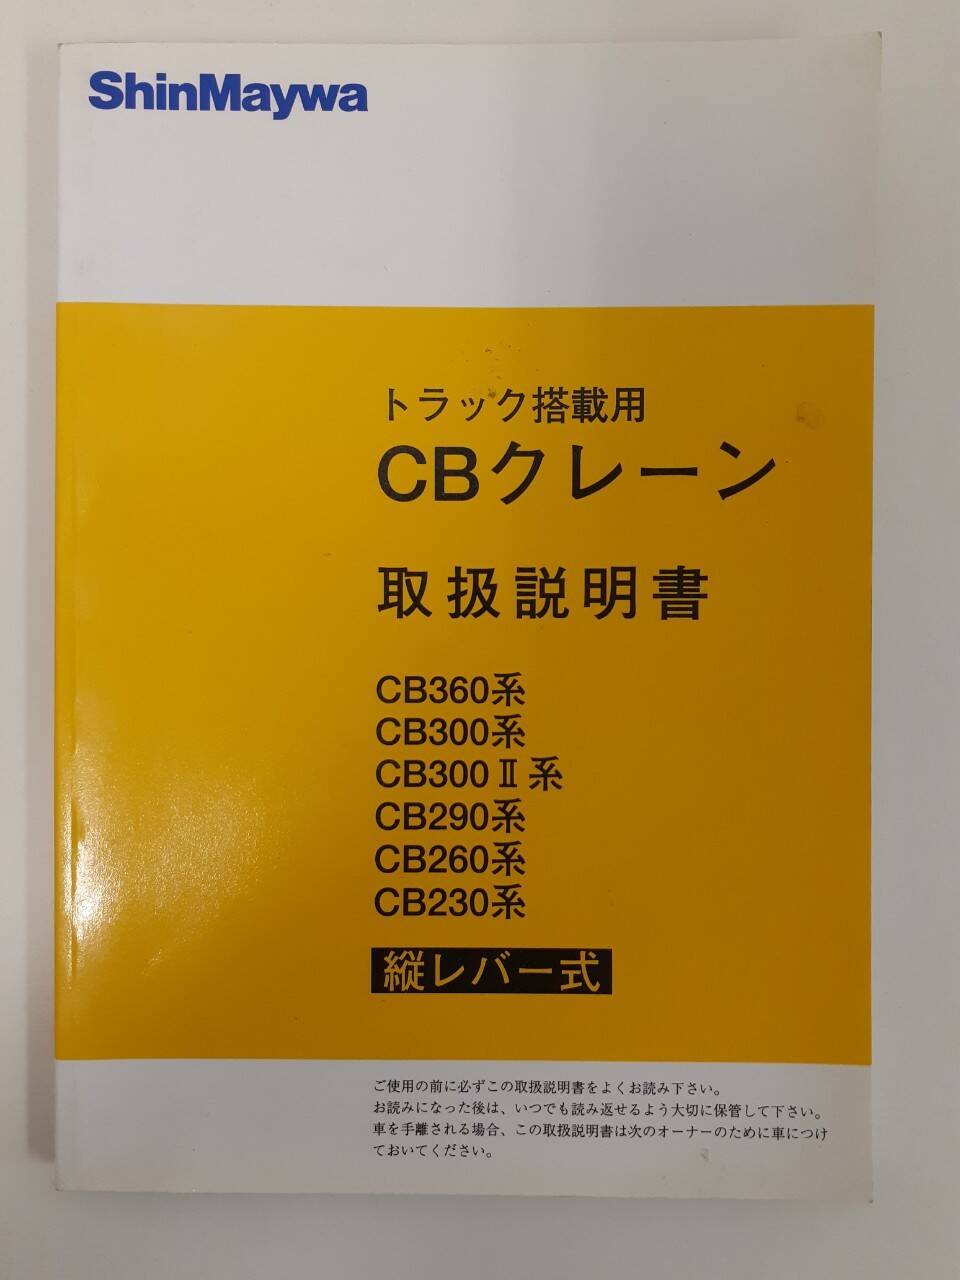 ShinMaywa
トラック搭載用
CBクレーン
取扱説明書
CB360系
CB300系
CB300Ⅱ系
CB290系
CB260系
CB230系
縦レバー式
ご使用の前に必ずこの取扱説明書をよくお読み下さい。
お読みになった後は、いつでも読み返せるよう大切に保管して下さい。
車を手離される場合、この取扱説明書は次のオーナーのために車につけ
ておいてください。